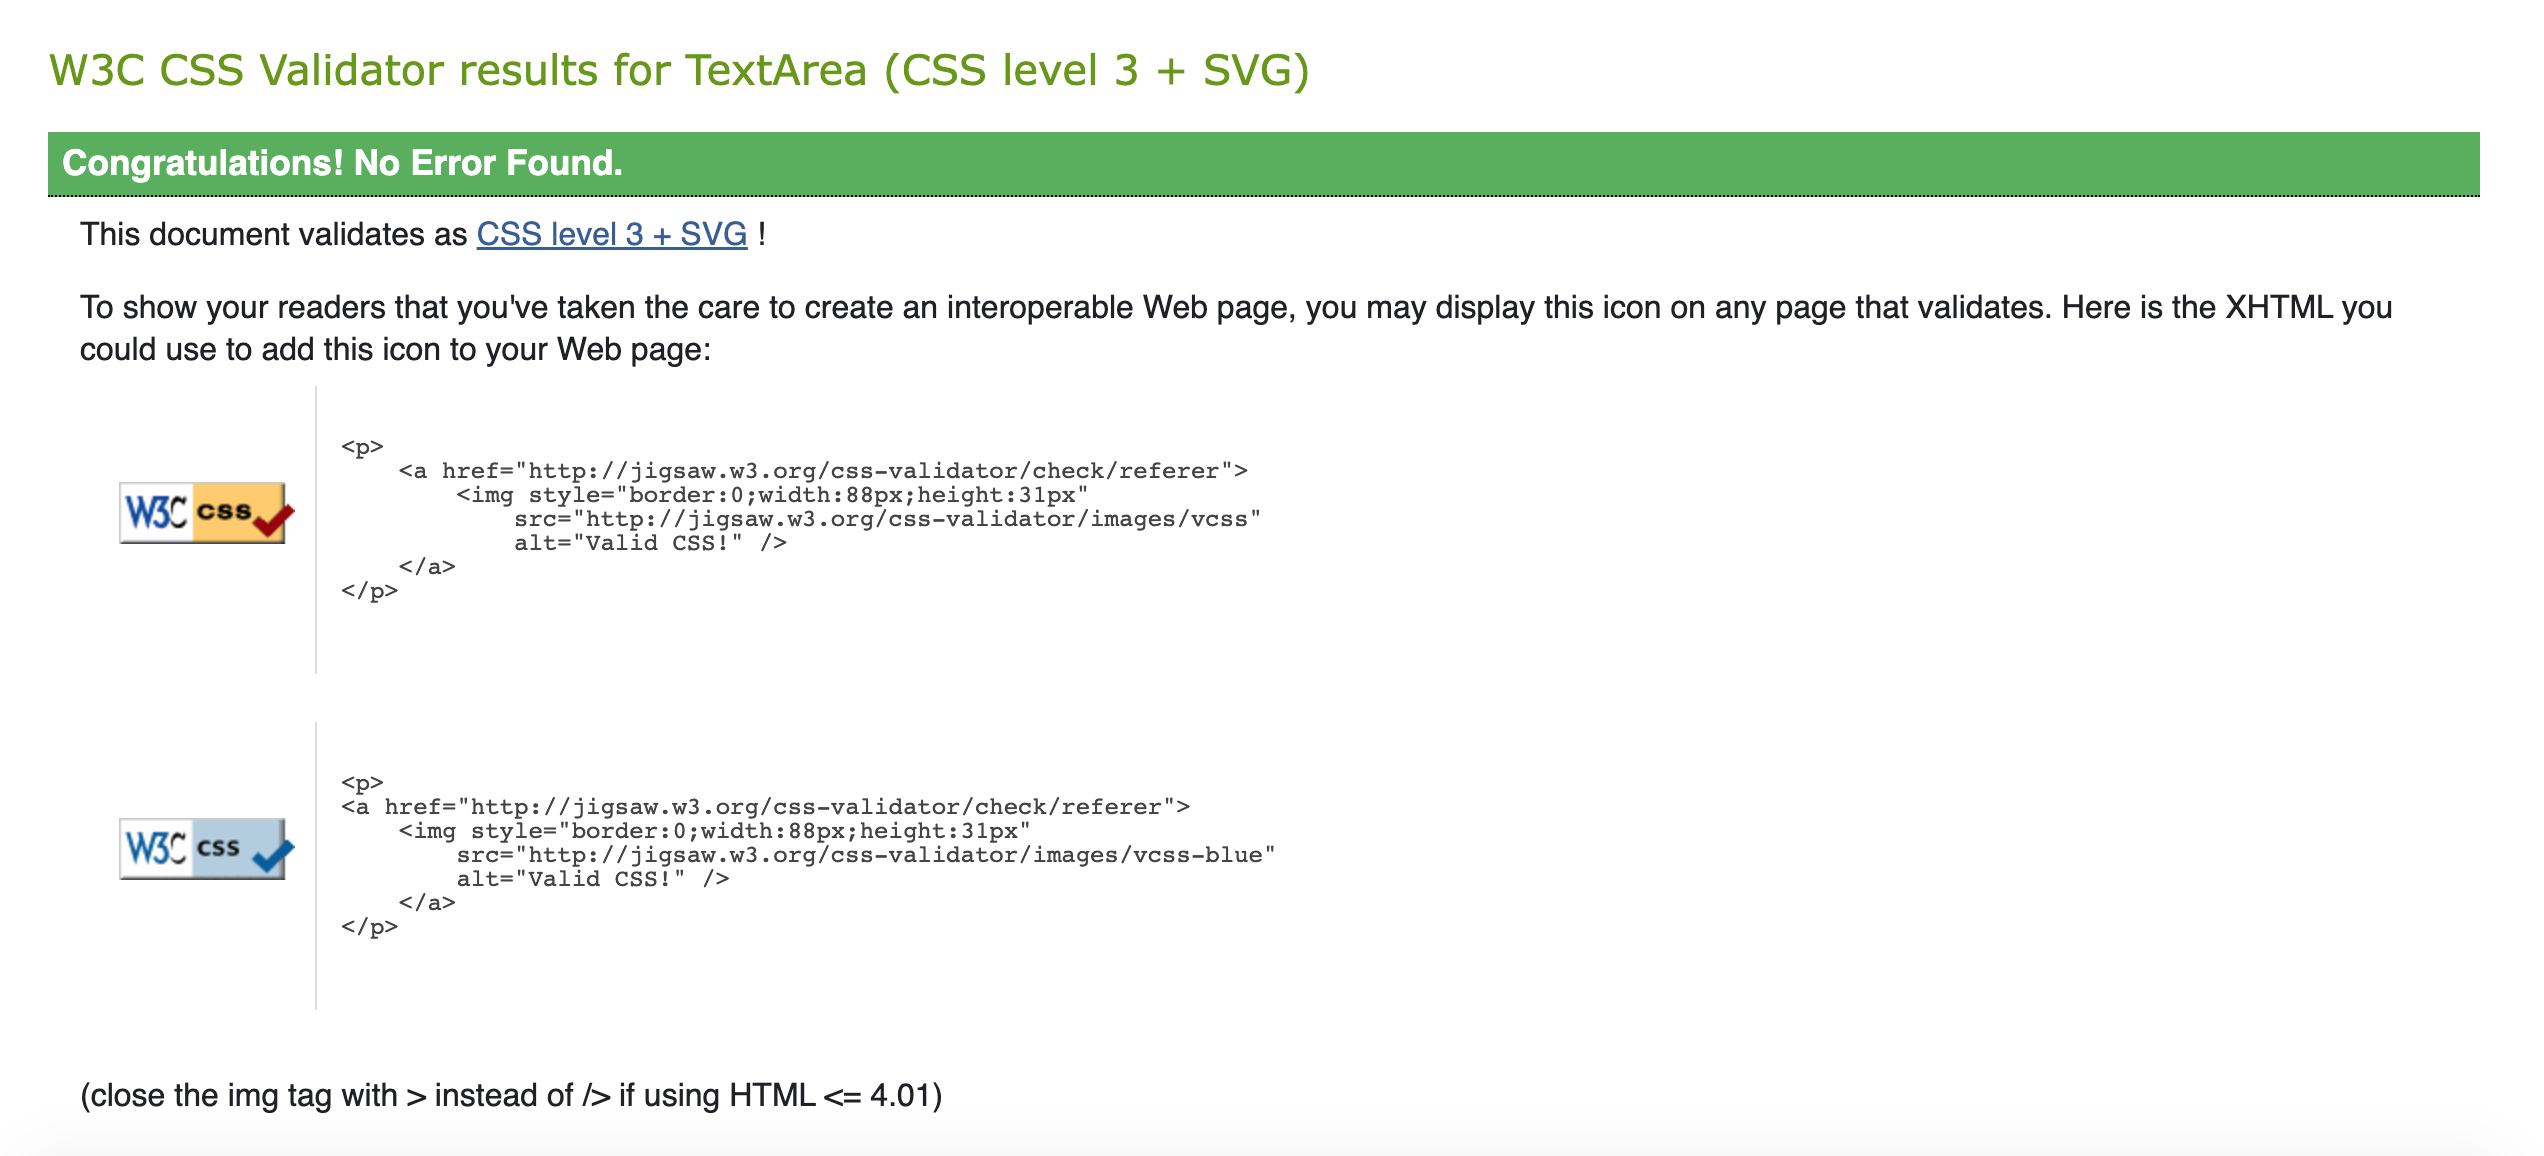 W3C CSS Validator results for TextArea (CSS level 3 + SVG)
Congratulations! No Error Found.
This document validates as CSS level 3 + SVG !
To show your readers that you've taken the care to create an interoperable Web page, you may display this icon on any page that validates. Here is the XHTML you
could use to add this icon to your Web page:
W3C css
<p>
    <a href="http://jigsaw.w3.org/css-validator/check/referer">
        <img style="border:0;width:88px;height:31px"
            src="http://jigsaw.w3.org/css-validator/images/vcss"
            alt="Valid CSS!" />
    </a>
</p>
W3C css
<p>
<a href="http://jigsaw.w3.org/css-validator/check/referer">
    <img style="border:0;width:88px;height:31px"
        src="http://jigsaw.w3.org/css-validator/images/vcss-blue"
        alt="Valid CSS!" />
    </a>
</p>
(close the img tag with > instead of /> if using HTML <= 4.01)